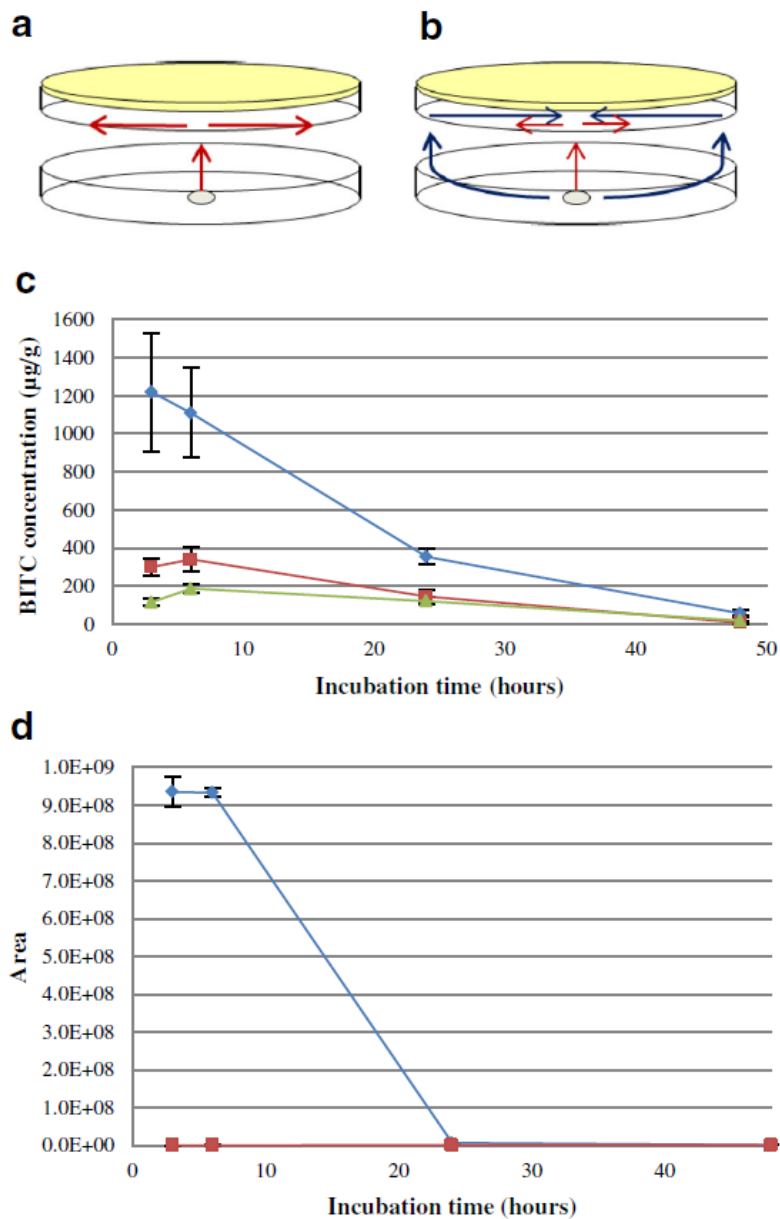 a
b
c
1600
1400
1200
1000
800
600
400
200
0
BITC concentration (µg/g)
0 10 20 30 40 50
Incubation time (hours)
d
1.0E+09
9.0E+08
8.0E+08
7.0E+08
6.0E+08
5.0E+08
4.0E+08
3.0E+08
2.0E+08
1.0E+08
0.0E+00
Area
0 10 20 30 40
Incubation time (hours)